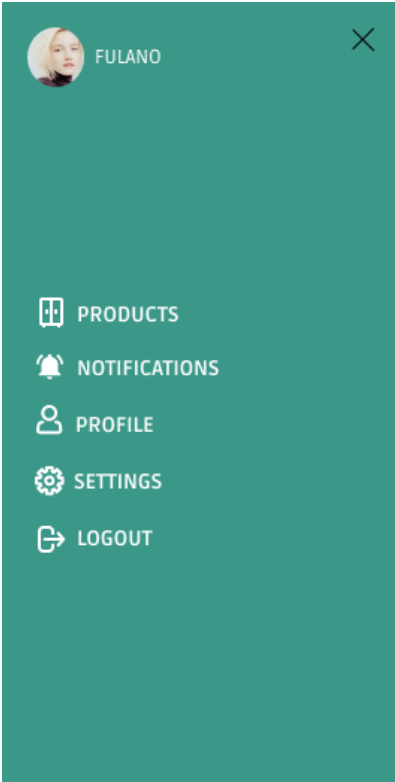 FULANO
PRODUCTS
NOTIFICATIONS
PROFILE
SETTINGS
LOGOUT